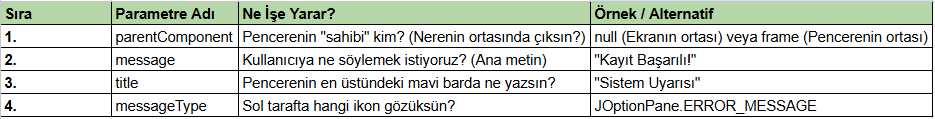 Sıra Parametre Adı Ne İşe Yarar? Örnek / Alternatif
1. parentComponent Pencerenin "sahibi" kim? (Nerenin ortasında çıksın?) null (Ekranın ortası) veya frame (Pencerenin ortası)
2. message Kullanıcıya ne söylemek istiyoruz? (Ana metin) "Kayıt Başarılı!"
3. title Pencerenin en üstündeki mavi barda ne yazsın? "Sistem Uyarısı"
4. messageType Sol tarafta hangi ikon gözüksün? JOptionPane.ERROR_MESSAGE